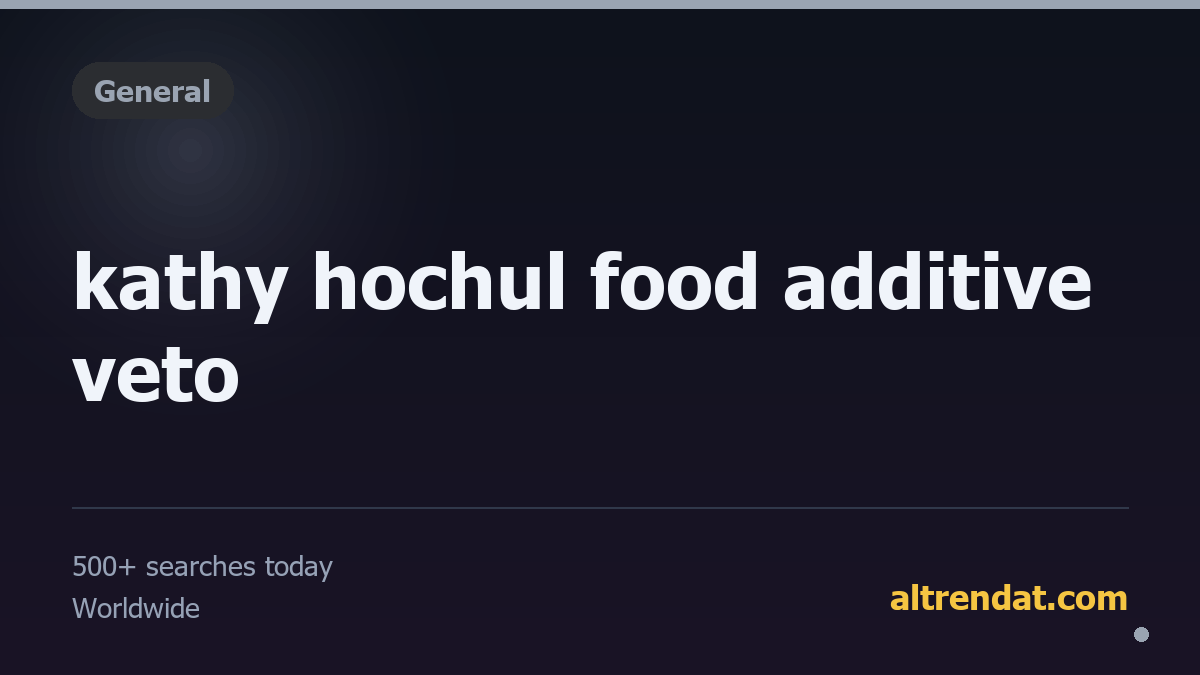 General
kathy hochul food additive
veto
500+ searches today
Worldwide
altrendat.com